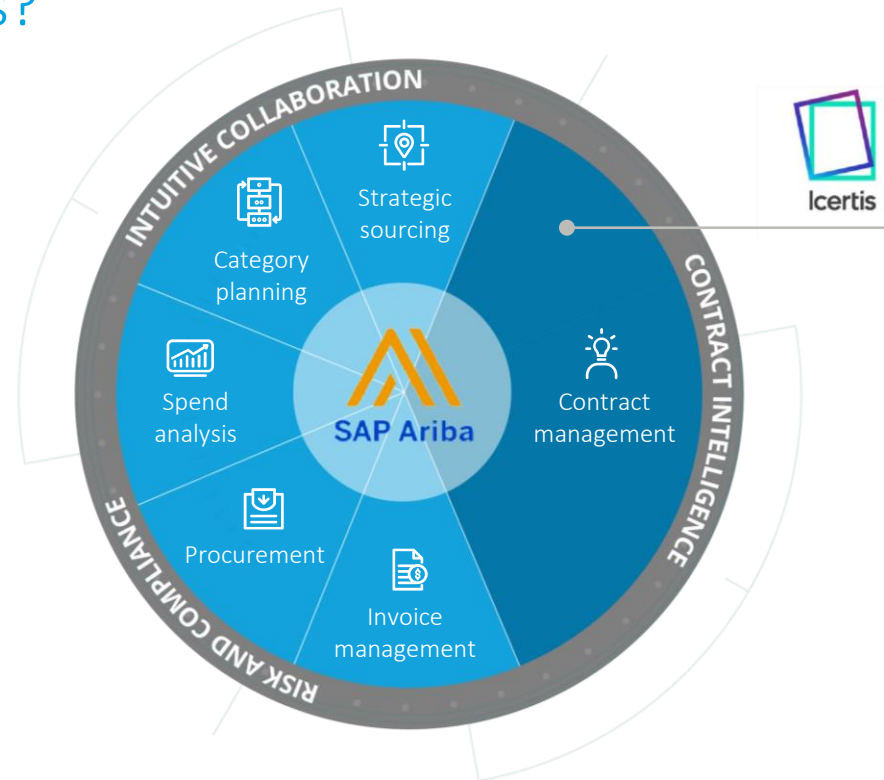 s?
INTUITIVE COLLABORATION
Icertis
Strategic
sourcing
Category
planning
CONTRACT INTELLIGENCE
Spend
analysis
SAP Ariba
Contract
management
Procurement
Invoice
management
RISK AND COMPLIANCE